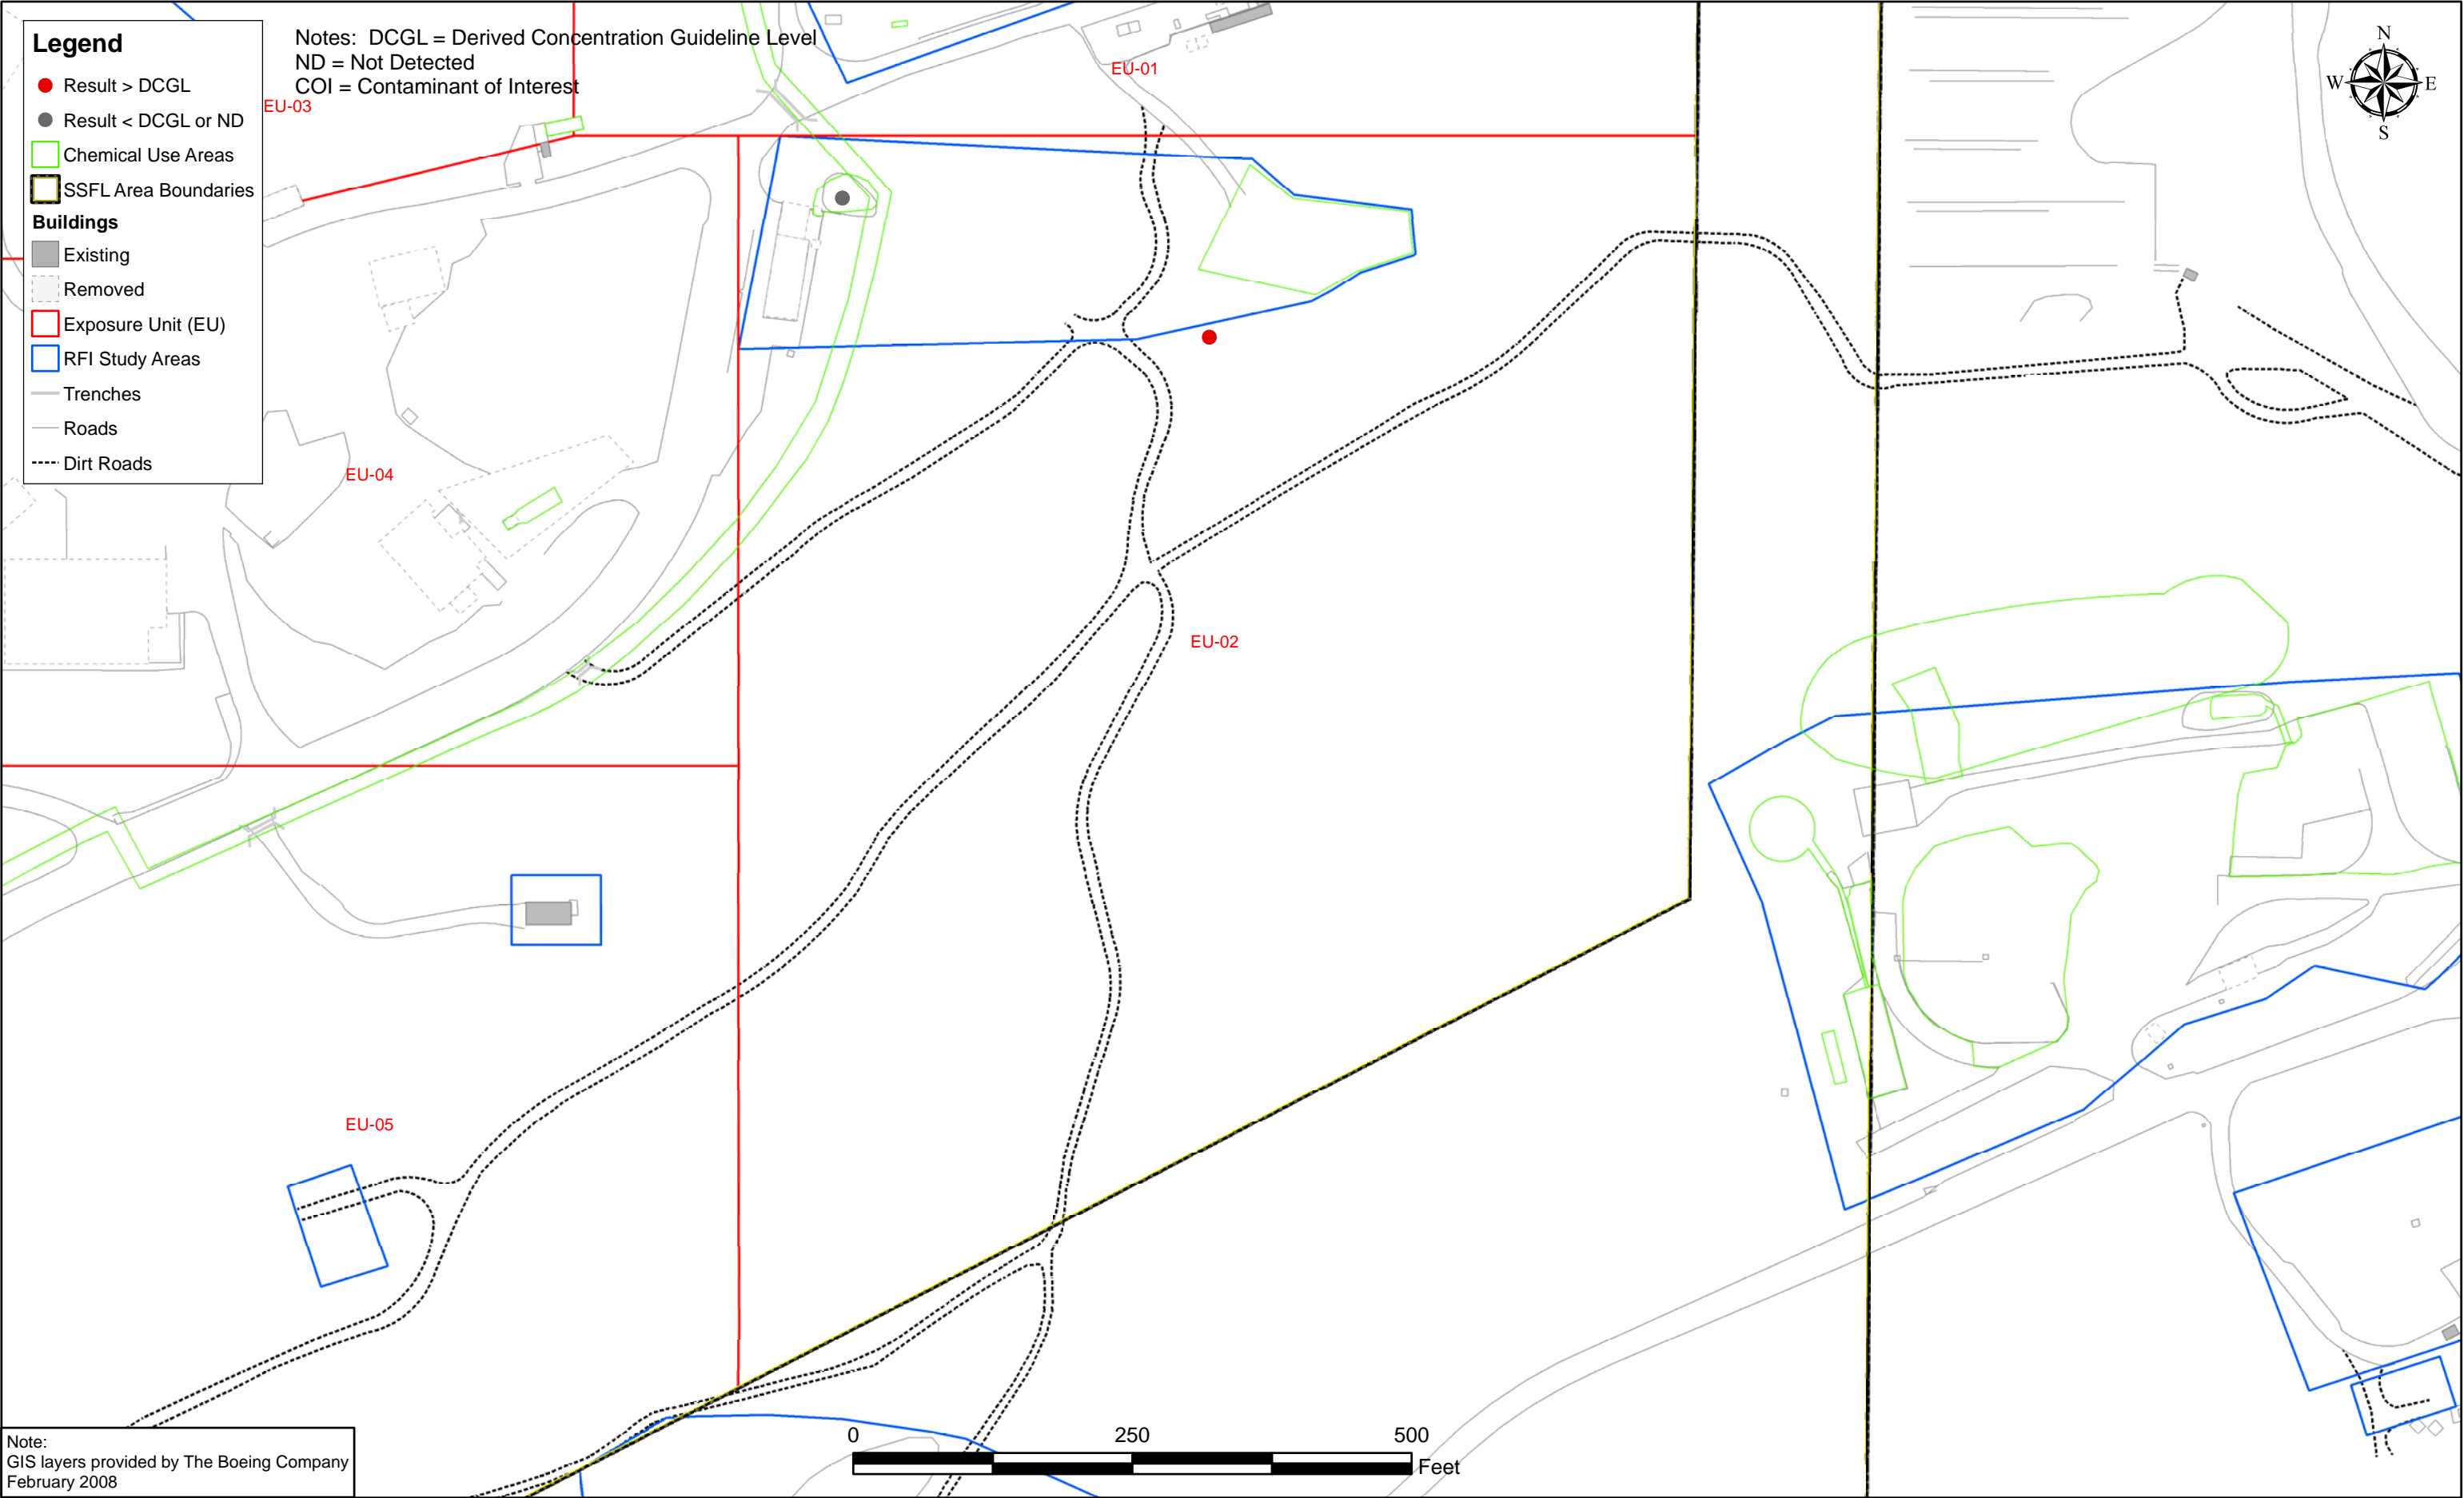 Legend
Result > DCGL
Result < DCGL or ND
Chemical Use Areas
SSFL Area Boundaries
Buildings
Existing
Removed
Exposure Unit (EU)
RFI Study Areas
Trenches
Roads
Dirt Roads
Notes: DCGL = Derived Concentration Guideline Level
ND = Not Detected
COI = Contaminant of Interest
EU-01
EU-03
N
W
E
S
EU-04
EU-02
EU-05
0
250
500
Feet
Note:
GIS layers provided by The Boeing Company
February 2008